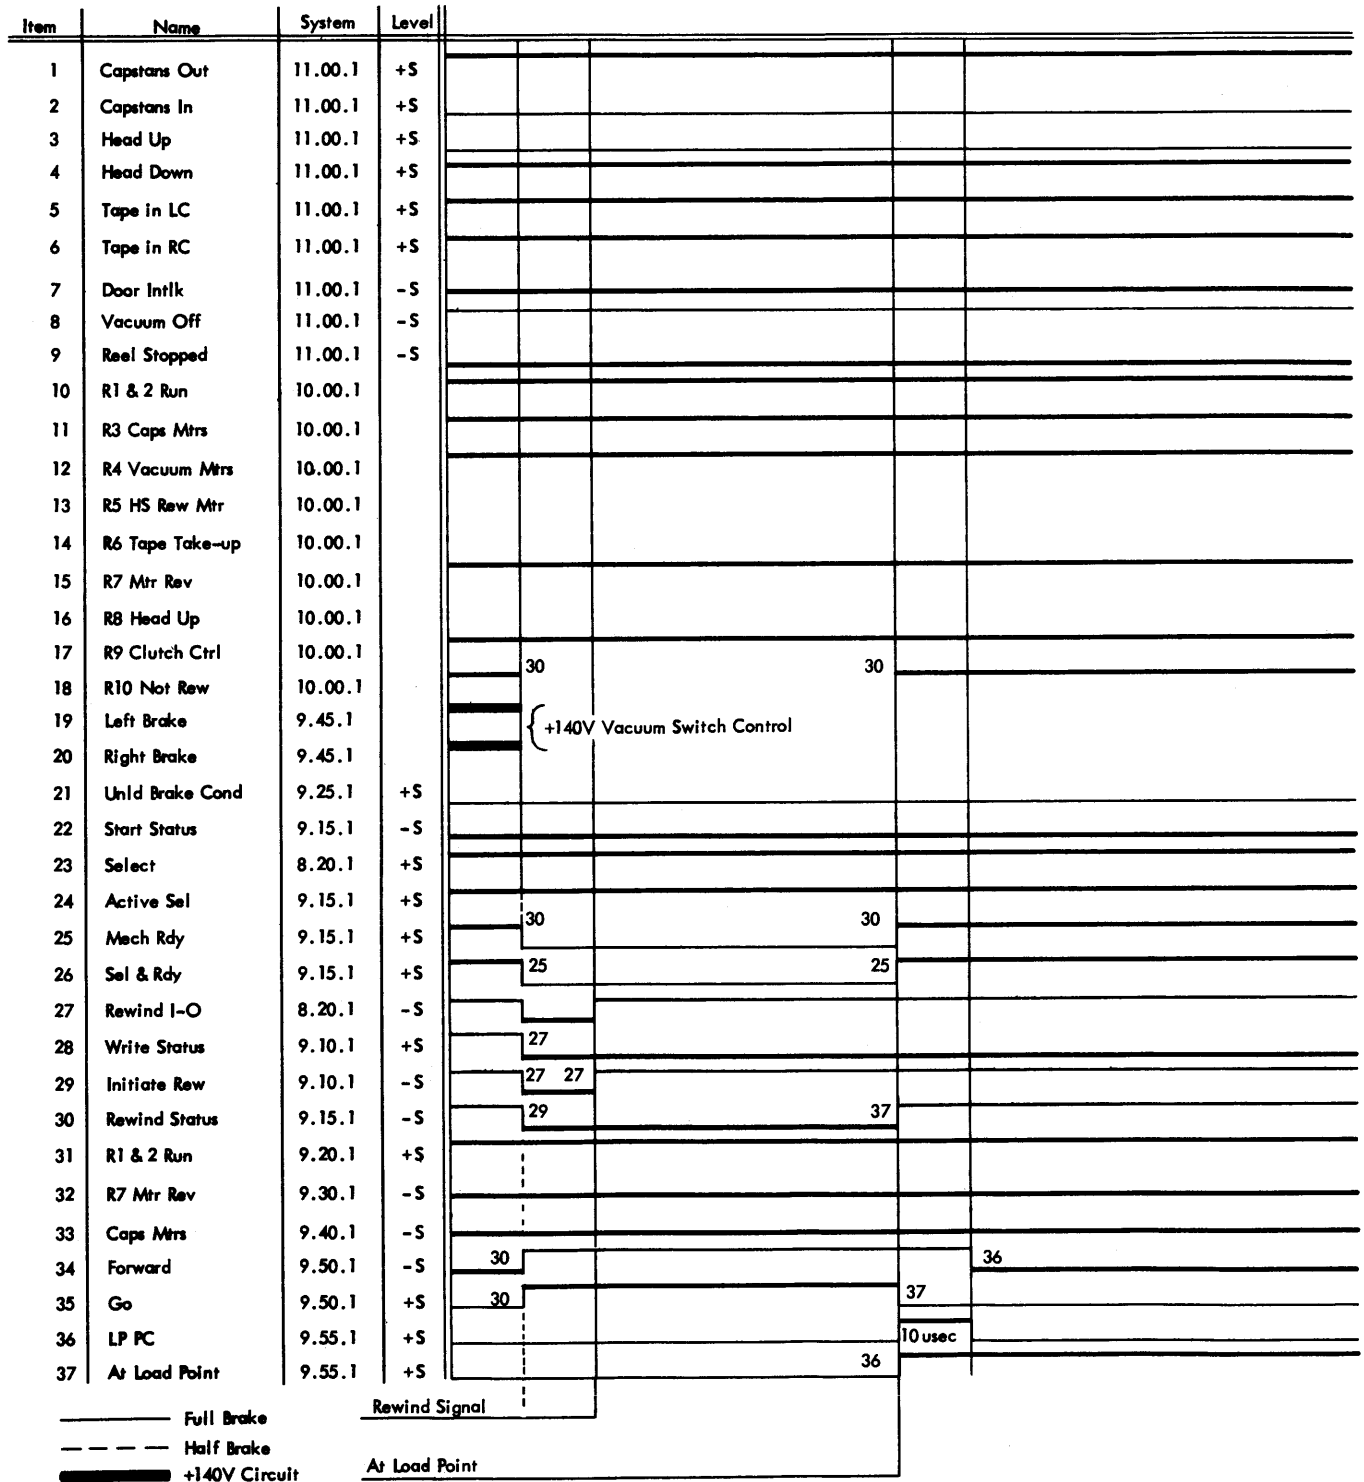 Item Name System Level
1 Capstans Out 11.00.1 +S
2 Capstans In 11.00.1 +S
3 Head Up 11.00.1 +S
4 Head Down 11.00.1 +S
5 Tape in LC 11.00.1 +S
6 Tape in RC 11.00.1 +S
7 Door Intlk 11.00.1 -S
8 Vacuum Off 11.00.1 -S
9 Reel Stopped 11.00.1 -S
10 R1 & 2 Run 10.00.1
11 R3 Caps Mtrs 10.00.1
12 R4 Vacuum Mtrs 10.00.1
13 R5 HS Rew Mtr 10.00.1
14 R6 Tape Take-up 10.00.1
15 R7 Mtr Rev 10.00.1
16 R8 Head Up 10.00.1
17 R9 Clutch Ctrl 10.00.1 30 30
18 R10 Not Rew 10.00.1
19 Left Brake 9.45.1 +140V Vacuum Switch Control
20 Right Brake 9.45.1
21 Unld Brake Cond 9.25.1 +S
22 Start Status 9.15.1 -S
23 Select 8.20.1 +S
24 Active Sel 9.15.1 +S
30 30
25 Mech Rdy 9.15.1 +S
26 Sel & Rdy 9.15.1 +S 25 25
27 Rewind I-O 8.20.1 -S
28 Write Status 9.10.1 +S 27
29 Initiate Rew 9.10.1 -S 27 27
30 Rewind Status 9.15.1 -S 29 37
31 R1 & 2 Run 9.20.1 +S
32 R7 Mtr Rev 9.30.1 -S
33 Caps Mtrs 9.40.1 -S
34 Forward 9.50.1 -S 30 36
35 Go 9.50.1 +S 30 37
36 LP PC 9.55.1 +S 10 usec
37 At Load Point 9.55.1 +S 36
Rewind Signal
Full Brake
Half Brake
+140V Circuit
At Load Point